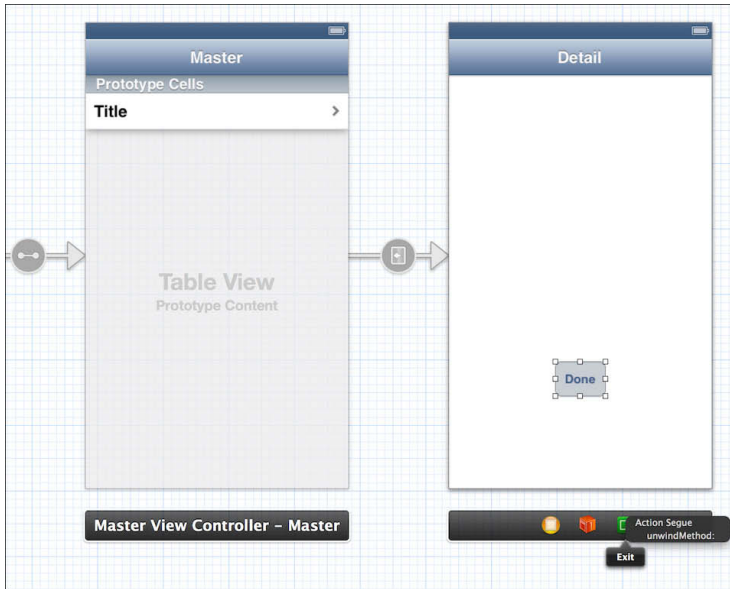 Master
Prototype Cells
Title
Table View
Prototype Content
Master View Controller – Master
Detail
Done
Action Segue
unwindMethod:
Exit